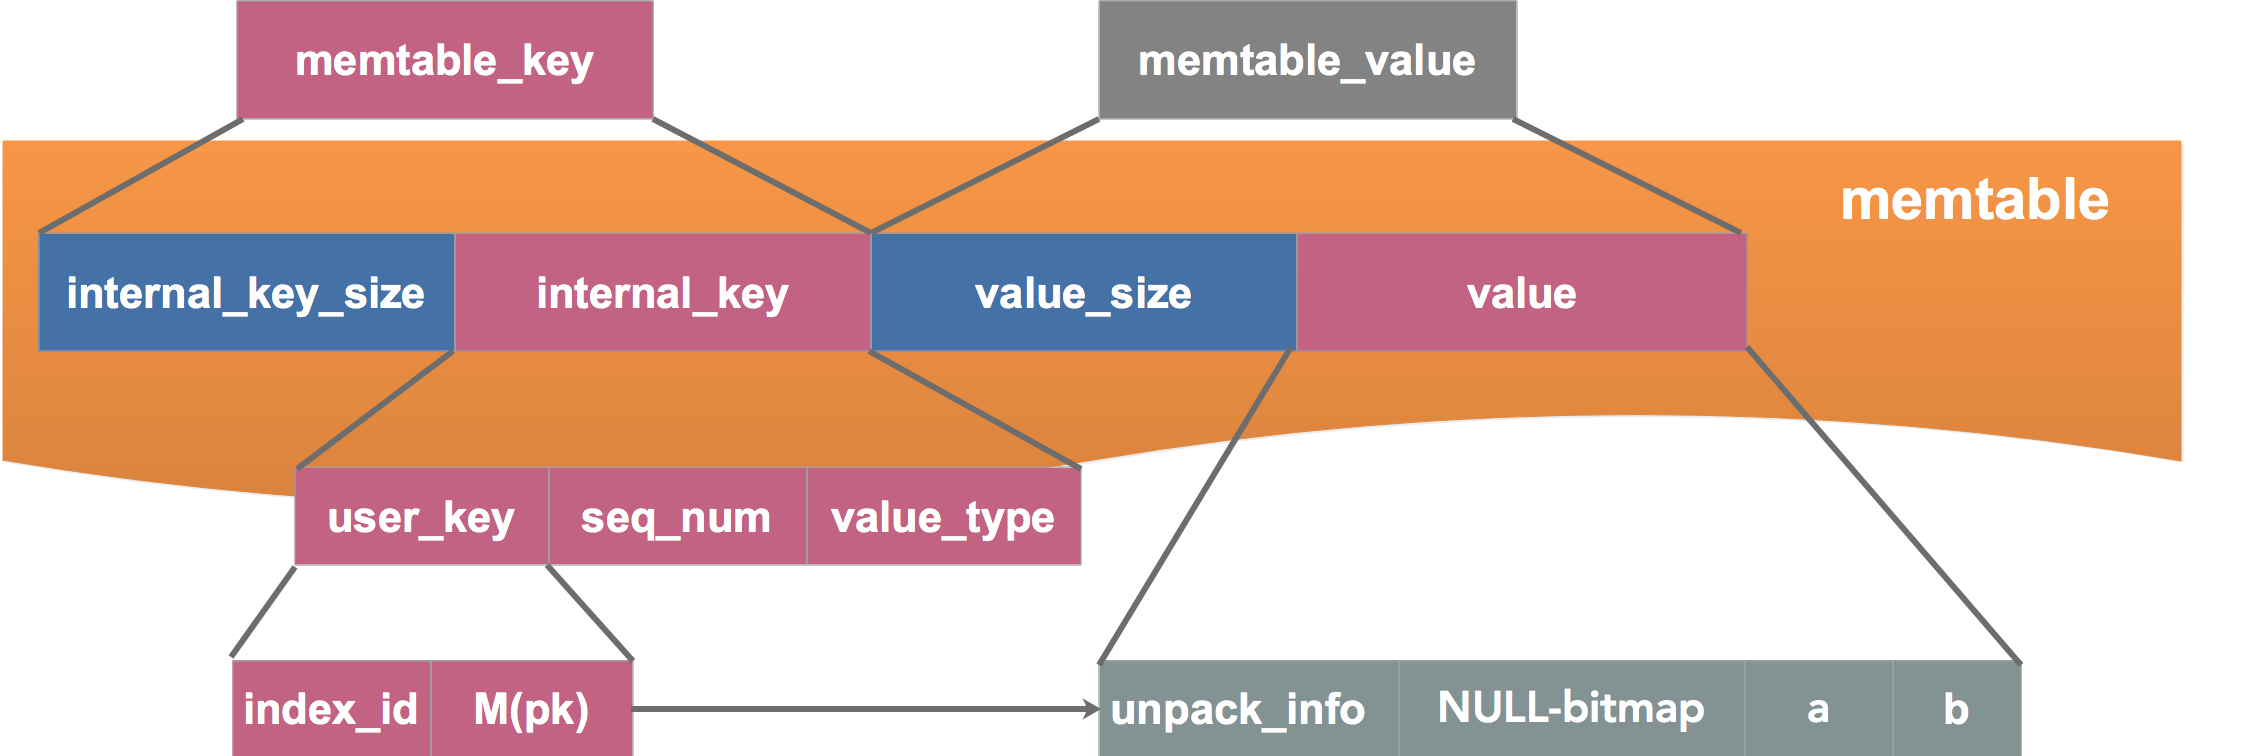 memtable_key
memtable_value
memtable
internal_key_size
internal_key
value_size
value
user_key
seq_num
value_type
index_id
M(pk)
unpack_info
NULL-bitmap
a
b